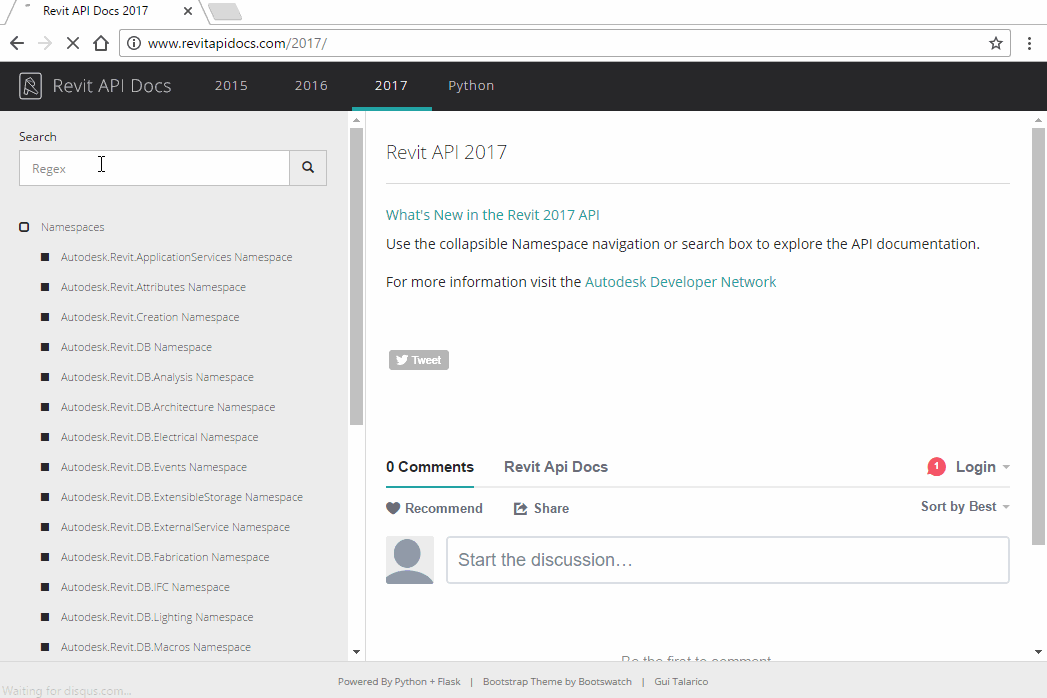 Revit API Docs 2017
www.revitapidocs.com/2017/
Revit API Docs 2015 2016 2017 Python
Search
Regex
Namespaces
Autodesk.Revit.ApplicationServices Namespace
Autodesk.Revit.Attributes Namespace
Autodesk.Revit.Creation Namespace
Autodesk.Revit.DB Namespace
Autodesk.Revit.DB.Analysis Namespace
Autodesk.Revit.DB.Architecture Namespace
Autodesk.Revit.DB.Electrical Namespace
Autodesk.Revit.DB.Events Namespace
Autodesk.Revit.DB.ExtensibleStorage Namespace
Autodesk.Revit.DB.ExternalService Namespace
Autodesk.Revit.DB.Fabrication Namespace
Autodesk.Revit.DB.IFC Namespace
Autodesk.Revit.DB.Lighting Namespace
Autodesk.Revit.DB.Macros Namespace
Revit API 2017
What's New in the Revit 2017 API
Use the collapsible Namespace navigation or search box to explore the API documentation.
For more information visit the Autodesk Developer Network
Tweet
0 Comments Revit Api Docs 1 Login
Recommend Share Sort by Best
Start the discussion…
Be the first to comment
Waiting for disqus.com...
Powered By Python + Flask | Bootstrap Theme by Bootswatch | Gui Talarico